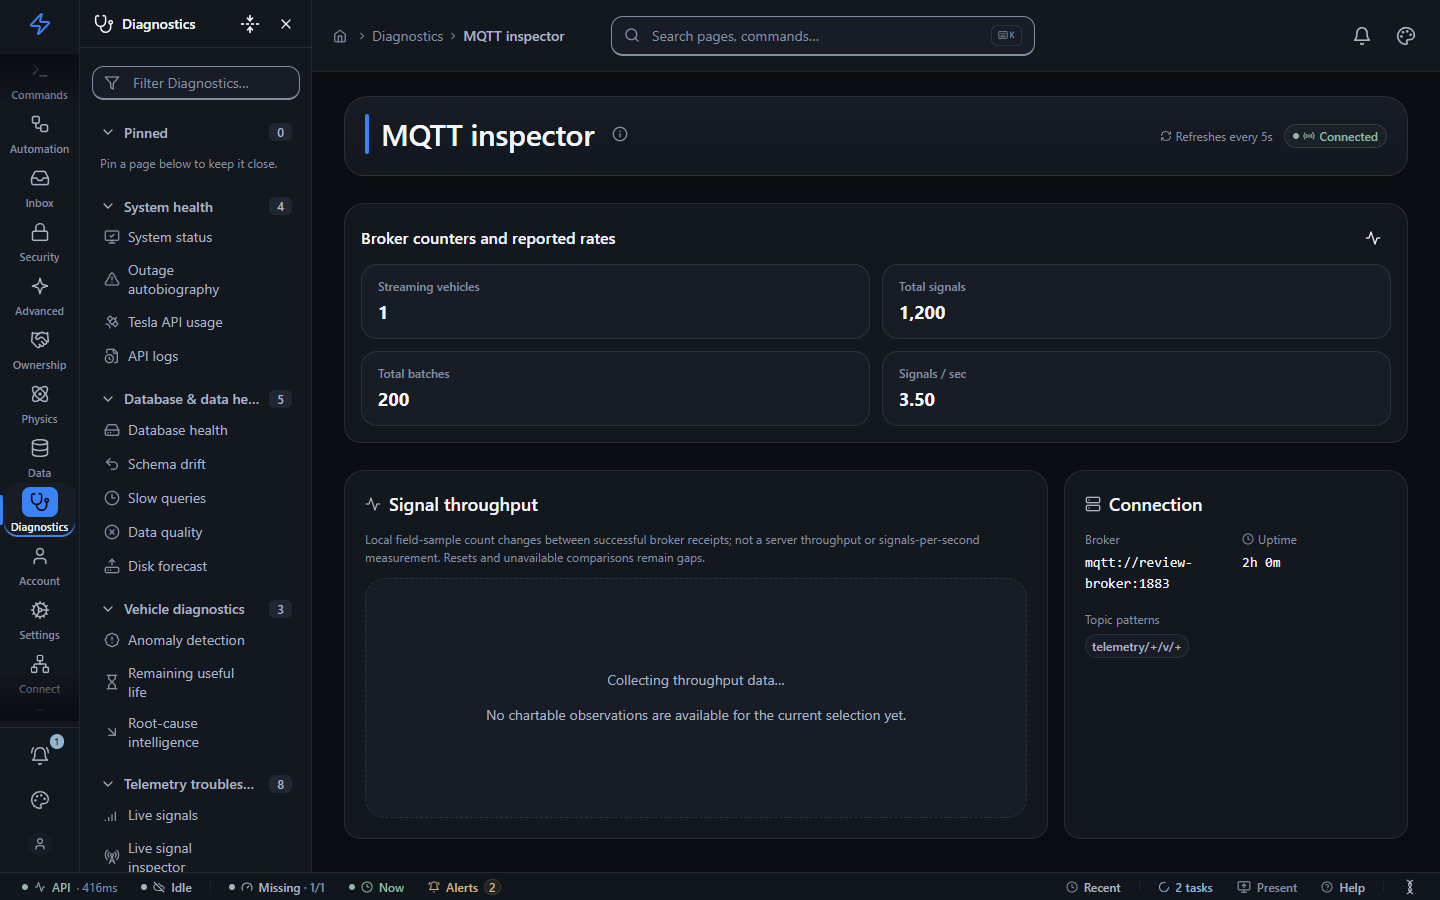 Commands
Automation
Inbox
Security
Advanced
Ownership
Physics
Data
Diagnostics
Account
Settings
Connect
1
Diagnostics
Filter Diagnostics...
Pinned 0
Pin a page below to keep it close.
System health 4
System status
Outage
autobiography
Tesla API usage
API logs
Database & data he... 5
Database health
Schema drift
Slow queries
Data quality
Disk forecast
Vehicle diagnostics 3
Anomaly detection
Remaining useful
life
Root-cause
intelligence
Telemetry troubles... 8
Live signals
Live signal
inspector
Diagnostics > MQTT inspector
Search pages, commands... K
MQTT inspector
Refreshes every 5s
Connected
Broker counters and reported rates
Streaming vehicles
1
Total signals
1,200
Total batches
200
Signals / sec
3.50
Signal throughput
Local field-sample count changes between successful broker receipts; not a server throughput or signals-per-second
measurement. Resets and unavailable comparisons remain gaps.
Collecting throughput data...
No chartable observations are available for the current selection yet.
Connection
Broker
mqtt://review-
broker:1883
Uptime
2h 0m
Topic patterns
telemetry/+/v/+
API · 416ms
Idle
Missing · 1/1
Now
Alerts 2
Recent
2 tasks
Present
Help